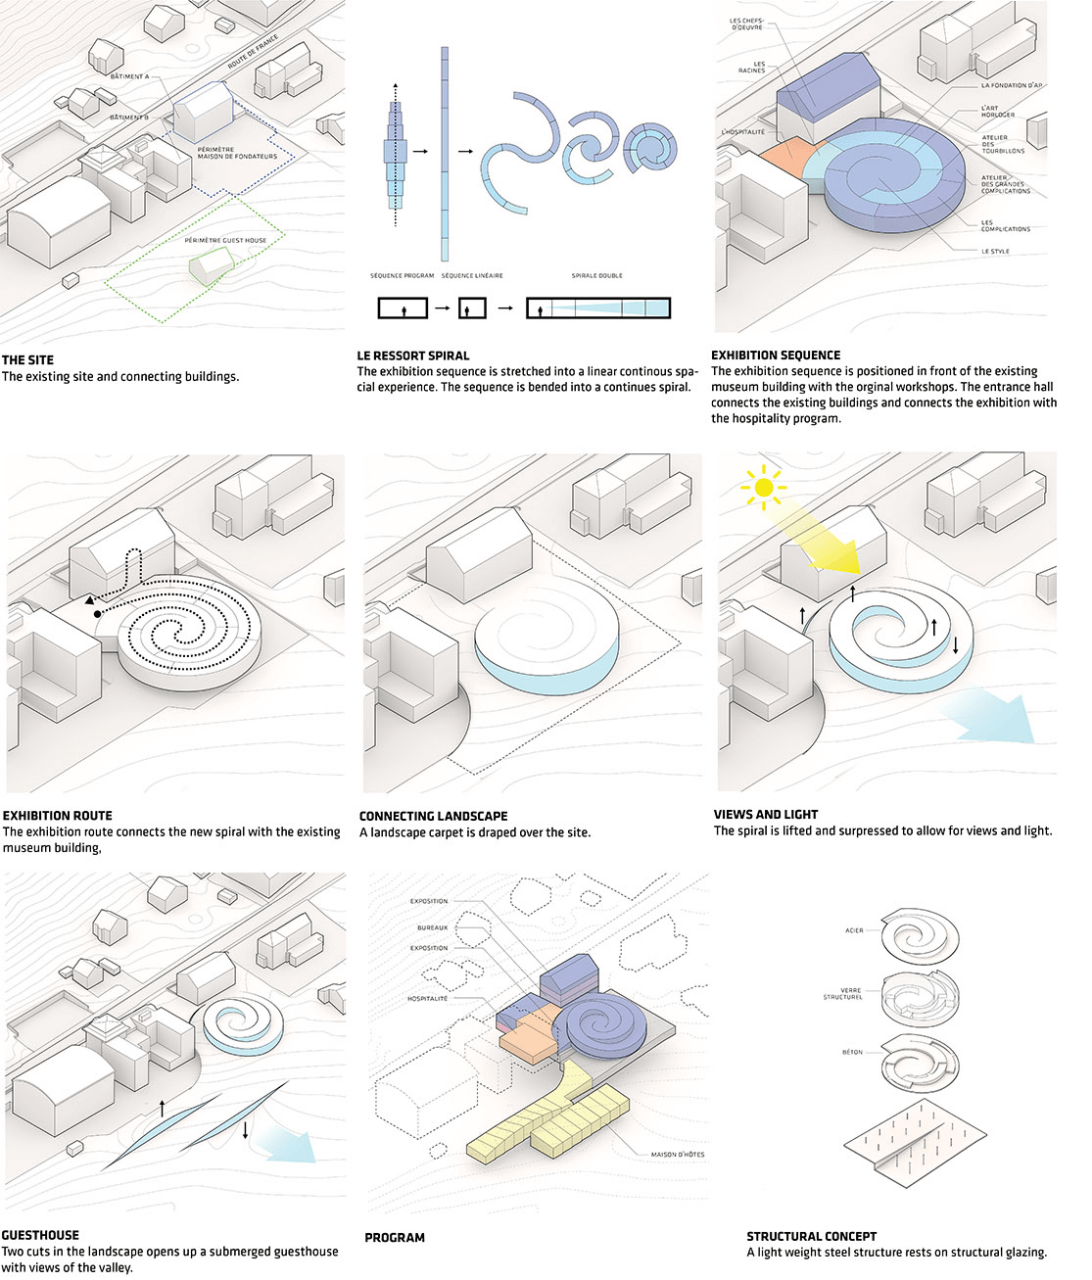 ROUTE DE FRANCE
BÂTIMENT A
BÂTIMENT B
PÉRIMÈTRE
MAISON DE FONDATEURS
PÉRIMÈTRE GUEST HOUSE
THE SITE
The existing site and connecting buildings.
SÉQUENCE PROGRAM
SÉQUENCE LINÉAIRE
SPIRALE DOUBLE
LE RESSORT SPIRAL
The exhibition sequence is stretched into a linear continous spa-
cial experience. The sequence is bended into a continues spiral.
LES CHEFS-
D'OEUVRE
LES
RACINES
L'HOSPITALITÉ
LA FONDATION D'AP.
L'ART
HORLOGER
ATELIER
DES
TOURBILLONS
ATELIER
DES GRANDES
COMPLICATIONS
LES
COMPLICATIONS
LE STYLE
EXHIBITION SEQUENCE
The exhibition sequence is positioned in front of the existing
museum building with the orginal workshops. The entrance hall
connects the existing buildings and connects the exhibition with
the hospitality program.
EXHIBITION ROUTE
The exhibition route connects the new spiral with the existing
museum building,
CONNECTING LANDSCAPE
A landscape carpet is draped over the site.
VIEWS AND LIGHT
The spiral is lifted and surpressed to allow for views and light.
GUESTHOUSE
Two cuts in the landscape opens up a submerged guesthouse
with views of the valley.
EXPOSITION
BUREAUX
EXPOSITION
HOSPITALITÉ
MAISON D'HÔTES
PROGRAM
ACIER
VERRE
STRUCTUREL
BÉTON
STRUCTURAL CONCEPT
A light weight steel structure rests on structural glazing.